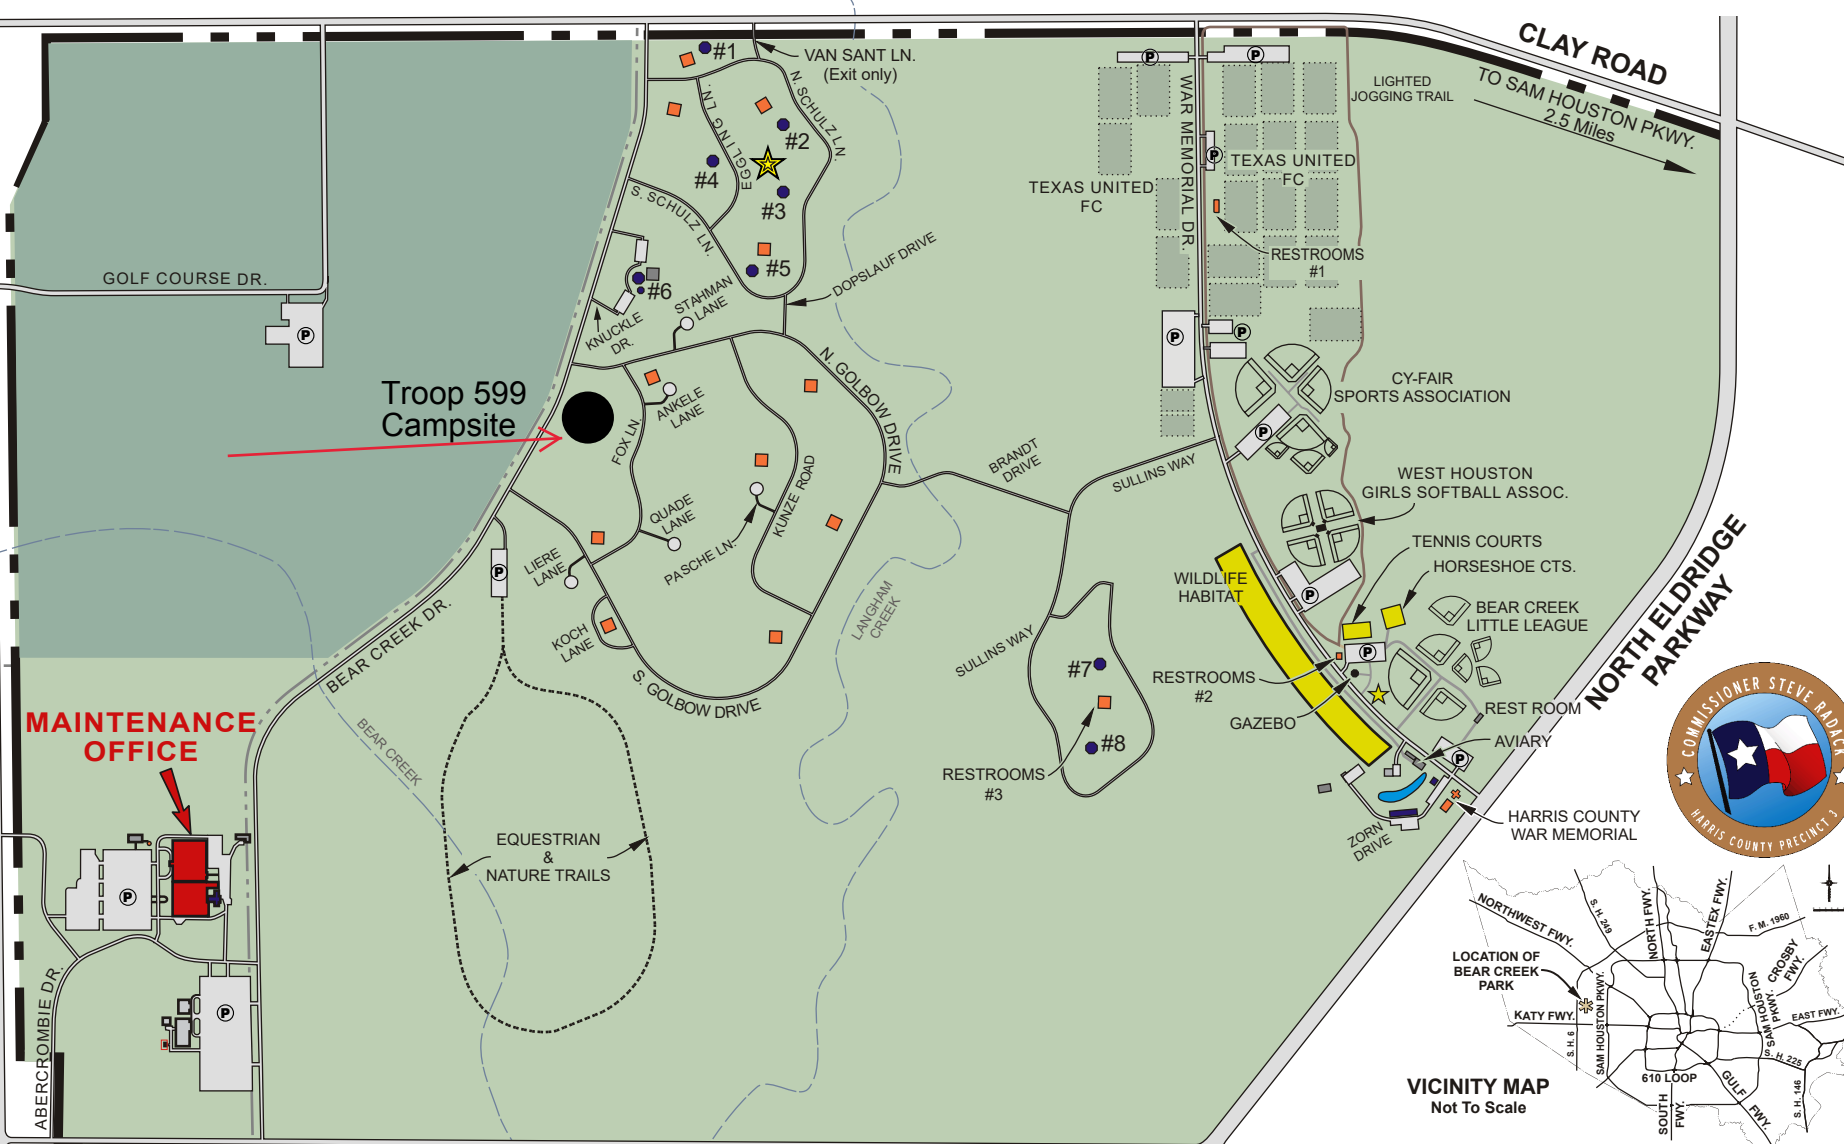 CLAY ROAD
TO SAM HOUSTON PKWY.
2.5 Miles
VAN SANT LN.
(Exit only)
#1
N. SCHULZ LN.
EGGLING LN.
#2
#4
#3
#5
S. SCHULZ LN.
#6
KNUCKLE
DR.
STAHMAN
LANE
DOPSLAUF DRIVE
GOLF COURSE DR.
P
Troop 599
Campsite
FOX LN.
ANKELE
LANE
N. GOLBOW DRIVE
KUNZE ROAD
QUADE
LANE
PASCHE LN.
LIERE
LANE
KOCH
LANE
S. GOLBOW DRIVE
P
BEAR CREEK DR.
BEAR CREEK
LANGHAM
CREEK
BRANDT
DRIVE
SULLINS WAY
SULLINS WAY
#7
#8
RESTROOMS
#3
EQUESTRIAN
&
NATURE TRAILS
MAINTENANCE
OFFICE
P
P
ABERCROMBIE DR.
P
P
WAR MEMORIAL DR.
LIGHTED
JOGGING TRAIL
P
TEXAS UNITED
FC
TEXAS UNITED
FC
RESTROOMS
#1
P
P
CY-FAIR
SPORTS ASSOCIATION
P
WEST HOUSTON
GIRLS SOFTBALL ASSOC.
TENNIS COURTS
HORSESHOE CTS.
WILDLIFE
HABITAT
P
BEAR CREEK
LITTLE LEAGUE
P
RESTROOMS
#2
GAZEBO
REST ROOM
AVIARY
P
ZORN
DRIVE
HARRIS COUNTY
WAR MEMORIAL
NORTH ELDRIDGE
PARKWAY
COMMISSIONER STEVE RADACK
HARRIS COUNTY PRECINCT 3
NORTHWEST FWY.
S. H. 249
NORTH FWY.
EASTEX FWY.
F. M. 1960
CROSBY
FWY.
LOCATION OF
BEAR CREEK
PARK
KATY FWY.
S. H. 6
SAM HOUSTON PKWY.
SAM HOUSTON
PKWY.
EAST FWY.
S. H. 225
S. H. 146
610 LOOP
GULF FWY.
SOUTH
FWY.
VICINITY MAP
Not To Scale